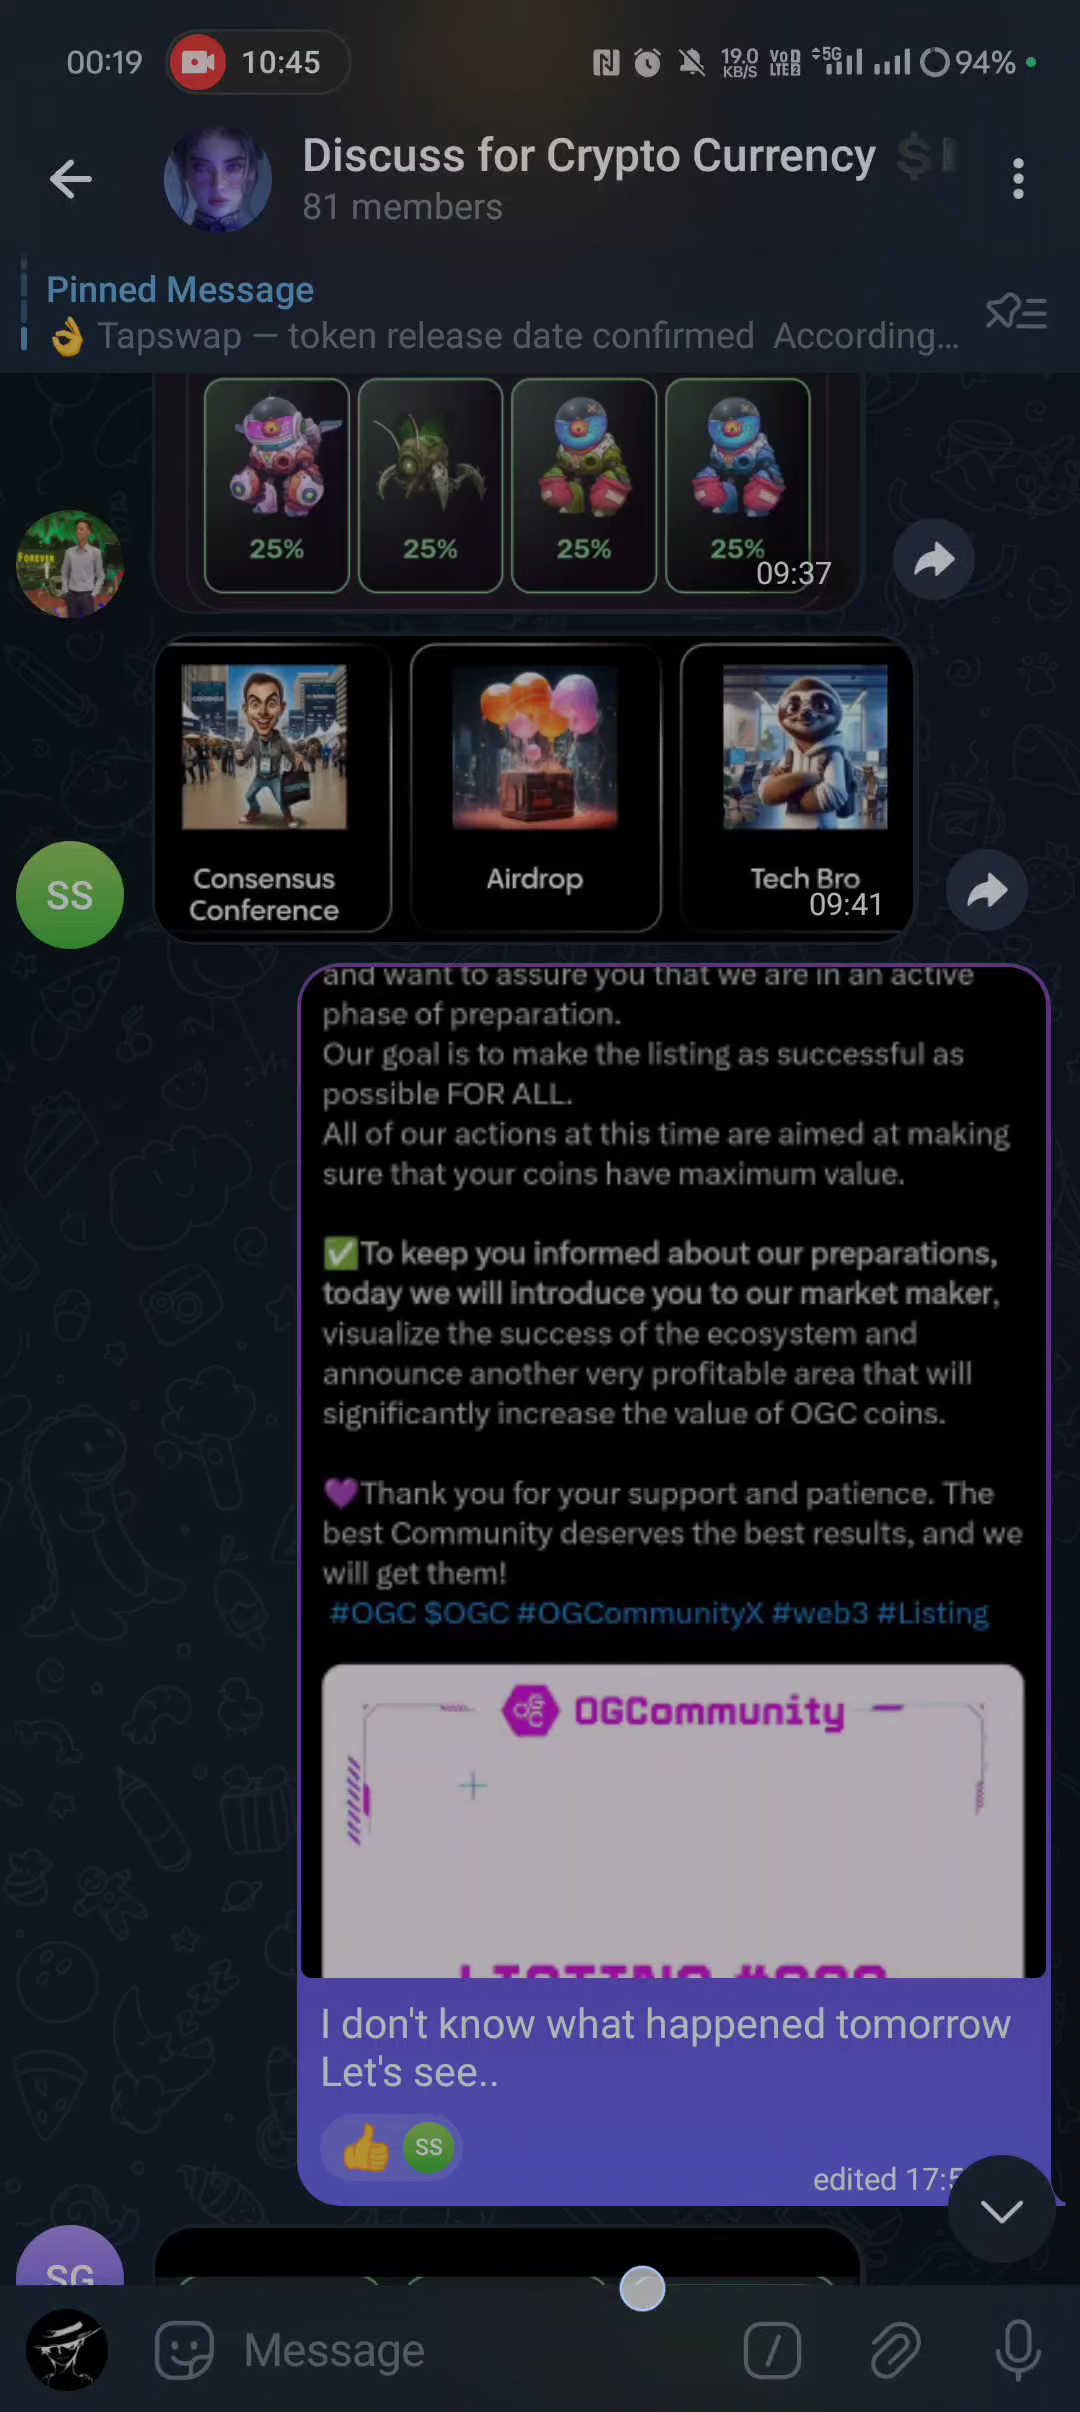 00:19
10:45
19.0
KB/S
Vo
LTE2
5G
94%
Discuss for Crypto Currency
81 members
Pinned Message
👌 Tapswap — token release date confirmed According...
25%
25%
25%
25%
09:37
FOREVER
Consensus
Conference
Airdrop
Tech Bro
09:41
SS
and want to assure you that we are in an active
phase of preparation.
Our goal is to make the listing as successful as
possible FOR ALL.
All of our actions at this time are aimed at making
sure that your coins have maximum value.
✅To keep you informed about our preparations,
today we will introduce you to our market maker,
visualize the success of the ecosystem and
announce another very profitable area that will
significantly increase the value of OGC coins.
💜Thank you for your support and patience. The
best Community deserves the best results, and we
will get them!
#OGC $OGC #OGCommunityX #web3 #Listing
OGCommunity
I don't know what happened tomorrow
Let's see..
👍 SS
edited 17:5
SG
Message